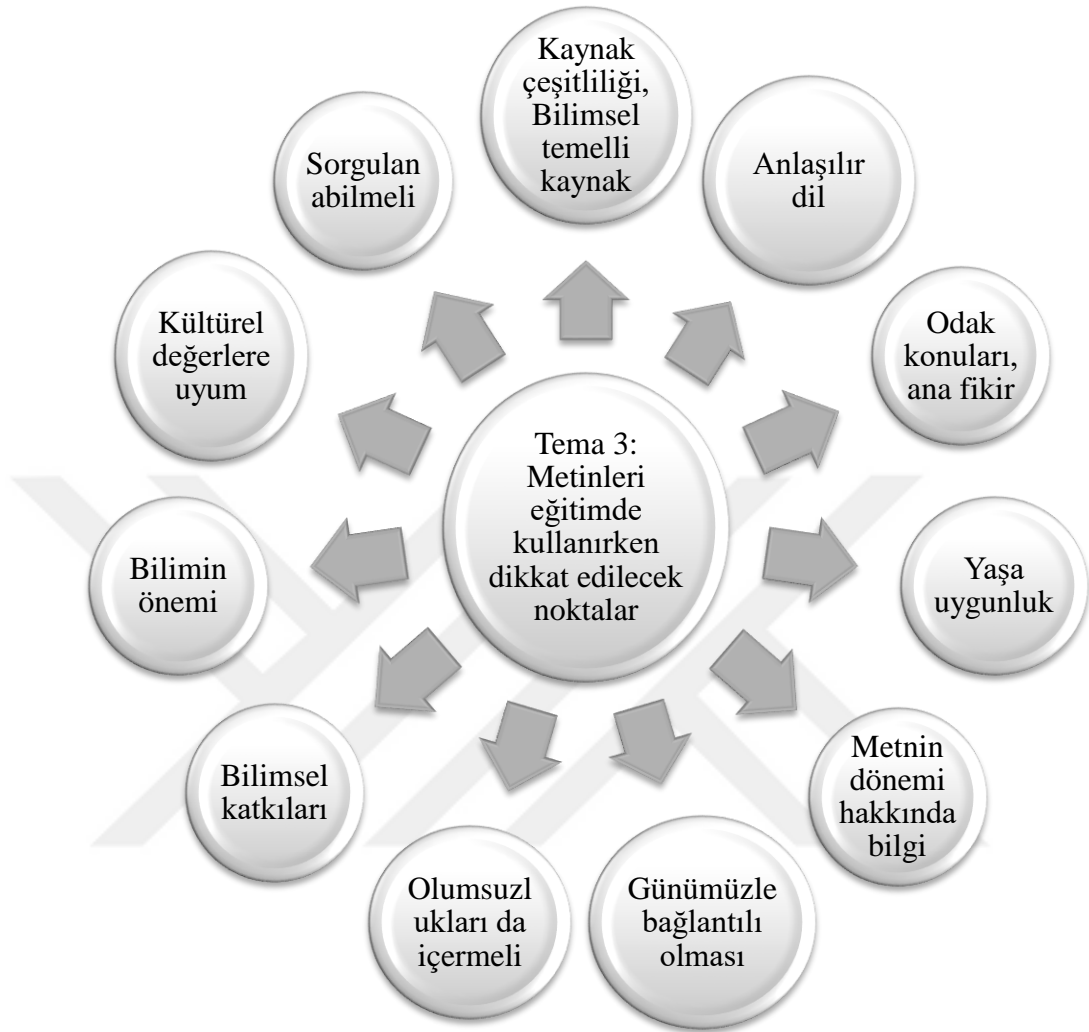 Kaynak
çeşitliliği,
Bilimsel
temelli
kaynak
Anlaşılır
dil
Odak
konuları,
ana fikir
Yaşa
uygunluk
Metnin
dönemi
hakkında
bilgi
Günümüzle
bağlantılı
olması
Olumsuzl
ukları da
içermeli
Bilimsel
katkıları
Bilimin
önemi
Kültürel
değerlere
uyum
Sorgulan
abilmeli
Tema 3:
Metinleri
eğitimde
kullanırken
dikkat edilecek
noktalar